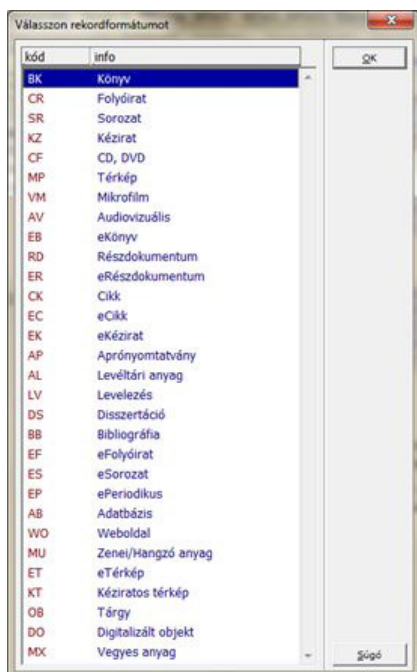 Válasszon rekordformátumot
kód info
BK Könyv
CR Folyóirat
SR Sorozat
KZ Kézirat
CF CD, DVD
MP Térkép
VM Mikrofilm
AV Audiovizuális
EB eKönyv
RD Részdokumentum
ER eRészdokumentum
CK Cikk
EC eCikk
EK eKézirat
AP Aprónyomtatvány
AL Levéltári anyag
LV Levelezés
DS Disszertáció
BB Bibliográfia
EF eFolyóirat
ES eSorozat
EP ePeriodikus
AB Adatbázis
WO Weboldal
MU Zenei/Hangzó anyag
ET eTérkép
KT Kéziratos térkép
OB Tárgy
DO Digitalizált objekt
MX Vegyes anyag
OK
Súgó